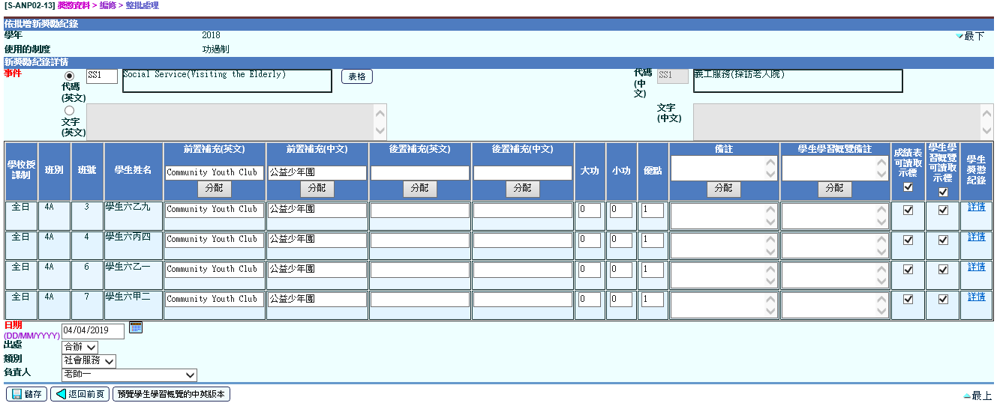 [S-ANP02-13] 獎懲資料 > 編修 > 整批處理
依批增新獎勵紀錄
學年 2018 最下
使用的制度 功過制
新獎勵紀錄詳情
事件 代碼(英文) SS1 Social Service(Visiting the Elderly) 表格 代碼(中文) SS1 義工服務(探訪老人院)
文字(英文) 文字(中文)
學校授課制 班別 班號 學生姓名 前置補充(英文) 前置補充(中文) 後置補充(英文) 後置補充(中文) 大功 小功 優點 備註 學生學習概覽備註 成績表可讀取示標 學生學習概覽可讀取示標 學生獎懲紀錄
Community Youth Club 公益少年團
分配 分配 分配 分配 分配 分配
全日 4A 3 學生六乙九 Community Youth Club 公益少年團 0 0 1 詳情
全日 4A 4 學生六丙四 Community Youth Club 公益少年團 0 0 1 詳情
全日 4A 6 學生六乙一 Community Youth Club 公益少年團 0 0 1 詳情
全日 4A 7 學生六甲二 Community Youth Club 公益少年團 0 0 1 詳情
日期 (DD/MM/YYYY) 04/04/2019
出處 合辦
類別 社會服務
負責人 老師一
儲存 返回前頁 預覽學生學習概覽的中英版本 最上